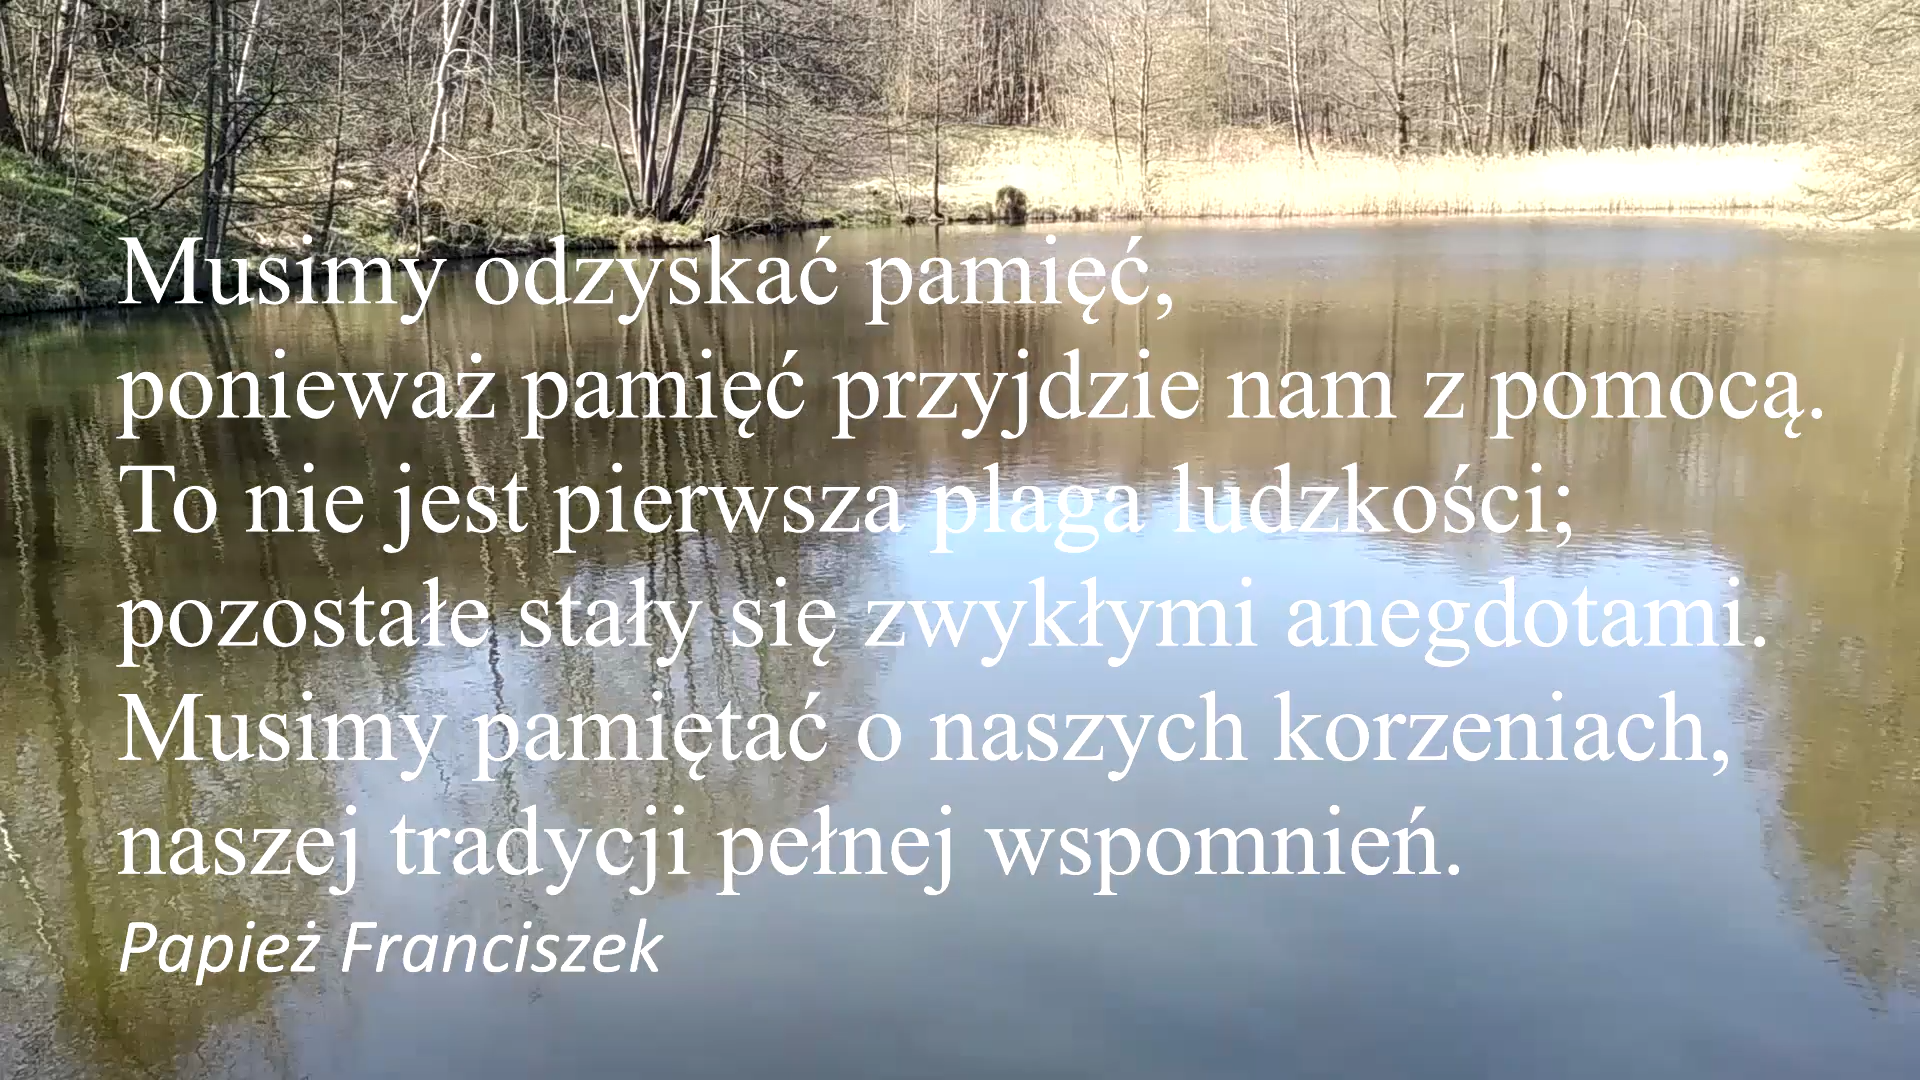 Musimy odzyskać pamięć,
ponieważ pamięć przyjdzie nam z pomocą.
To nie jest pierwsza plaga ludzkości;
pozostałe stały się zwykłymi anegdotami.
Musimy pamiętać o naszych korzeniach,
naszej tradycji pełnej wspomnień.
Papież Franciszek